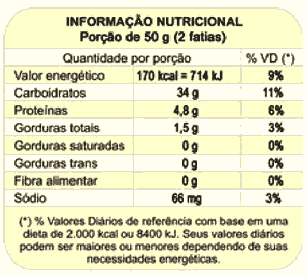 INFORMAÇÃO NUTRICIONAL
Porção de 50 g (2 fatias)
Quantidade por porção % VD (*)
Valor energético 170 kcal = 714 kJ 9%
Carboidratos 34 g 11%
Proteínas 4,8 g 6%
Gorduras totais 1,5 g 3%
Gorduras saturadas 0 g 0%
Gorduras trans 0 g 0%
Fibra alimentar 0 g 0%
Sódio 66 mg 3%
(*) % Valores Diários de referência com base em uma
dieta de 2.000 kcal ou 8400 kJ. Seus valores diários
podem ser maiores ou menores dependendo de suas
necessidades energéticas.